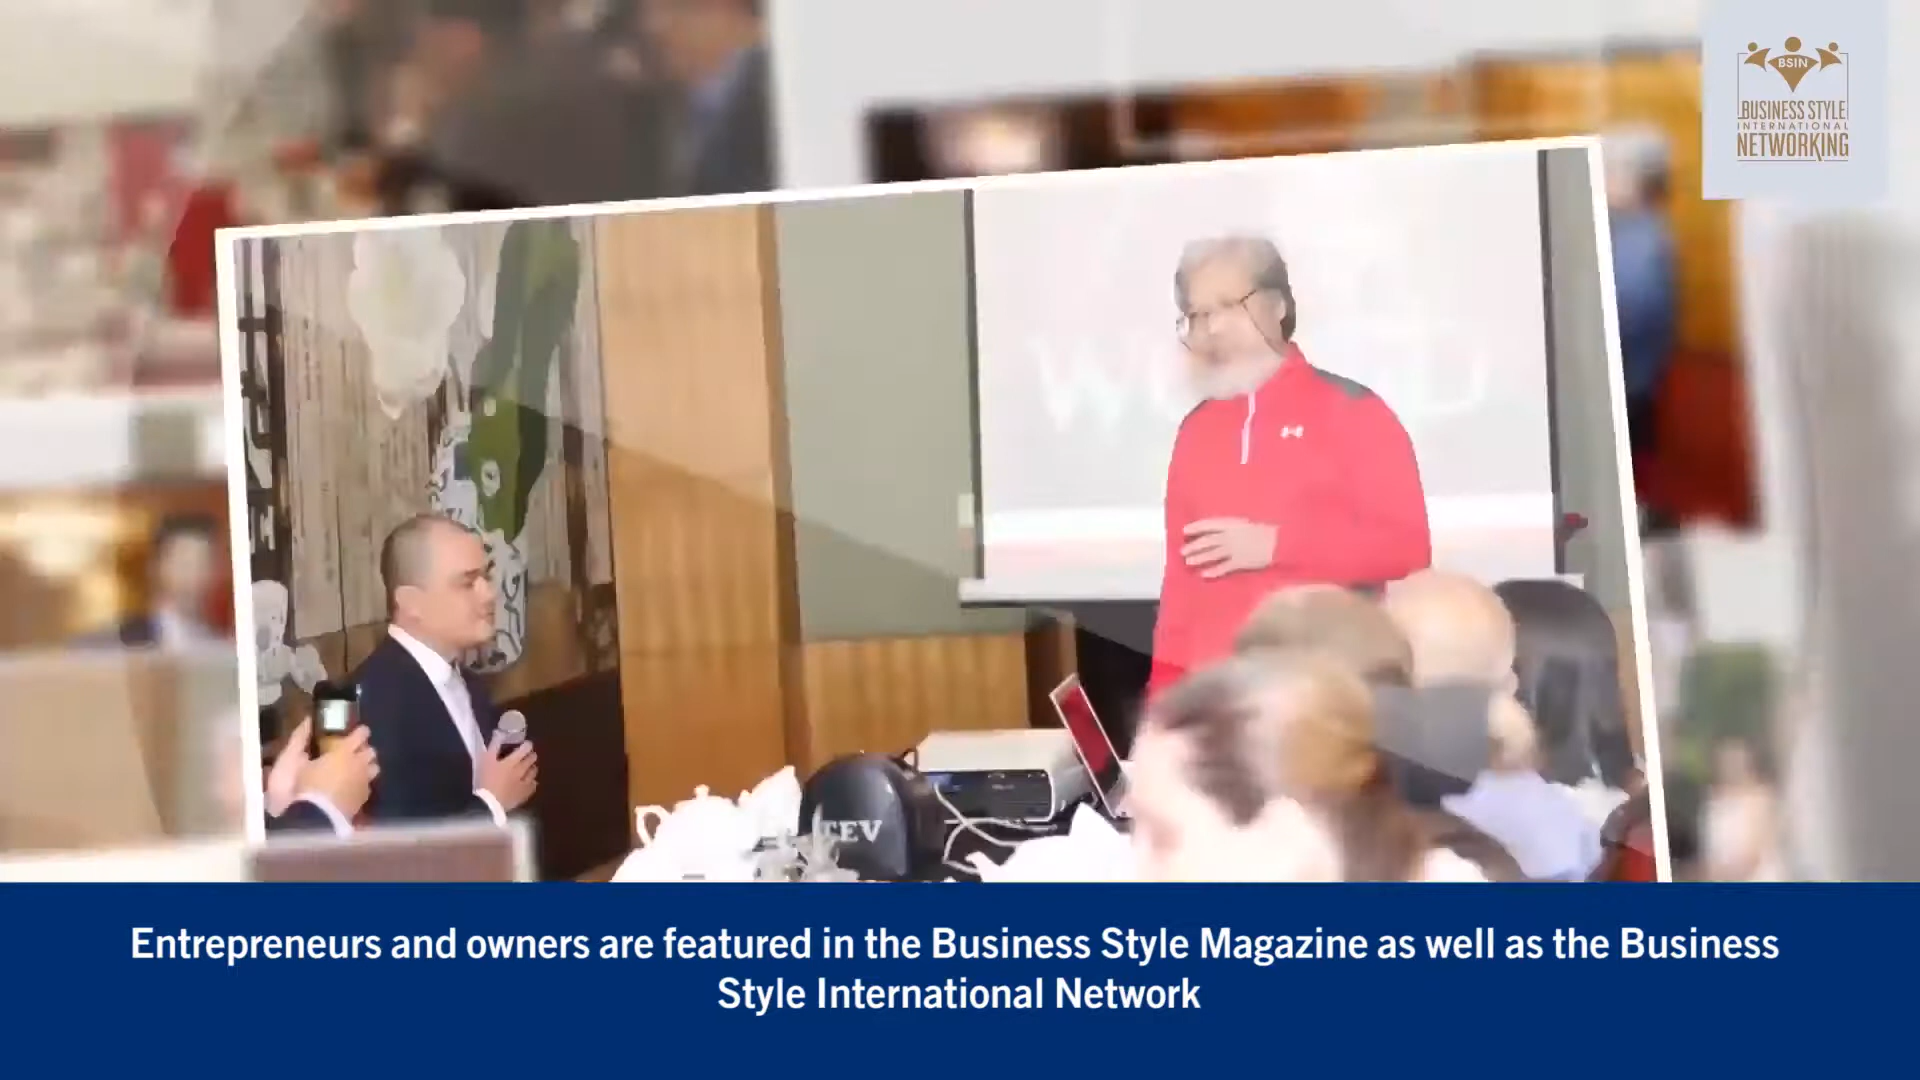 BSIN
BUSINESS STYLE
INTERNATIONAL
NETWORKING
Entrepreneurs and owners are featured in the Business Style Magazine as well as the Business
Style International Network